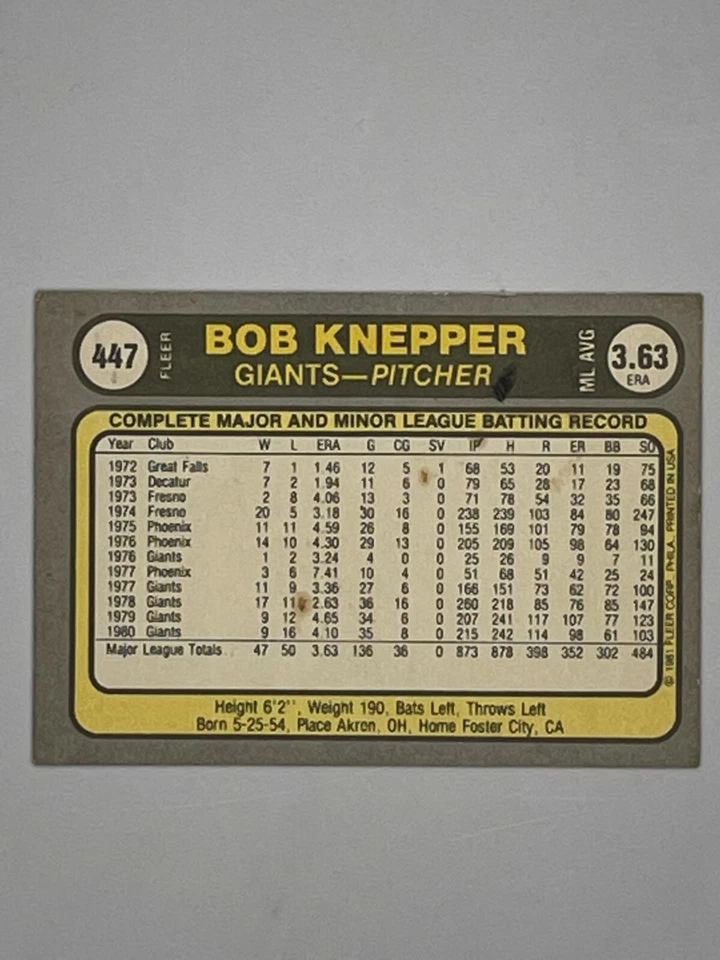 447 FLEER BOB KNEPPER ML AVG 3.63 ERA
GIANTS—PITCHER
COMPLETE MAJOR AND MINOR LEAGUE BATTING RECORD
Year Club W L ERA G CG SV IP H R ER BB SO
1972 Great Falls 7 1 1.46 12 5 1 68 53 20 11 19 75
1973 Decatur 7 2 1.94 11 6 0 79 65 28 17 23 68
1973 Fresno 2 8 4.06 13 3 0 71 78 54 32 35 66
1974 Fresno 20 5 3.18 30 16 0 238 239 103 84 80 247
1975 Phoenix 11 11 4.59 26 8 0 155 169 101 79 78 94
1976 Phoenix 14 10 4.30 29 13 0 205 209 105 98 64 130
1976 Giants 1 2 3.24 4 0 0 25 26 9 9 7 11
1977 Phoenix 3 6 7.41 10 4 0 51 68 51 42 25 24
1977 Giants 11 9 3.36 27 6 0 166 151 73 62 72 100
1978 Giants 17 11 2.63 36 16 0 260 218 85 76 85 147
1979 Giants 9 12 4.65 34 6 0 207 241 117 107 77 123
1980 Giants 9 16 4.10 35 8 0 215 242 114 98 61 103
Major League Totals 47 50 3.63 136 36 0 873 878 398 352 302 484
Height 6'2'', Weight 190, Bats Left, Throws Left
Born 5-25-54, Place Akron, OH, Home Foster City, CA
© 1981 FLEER CORP., PHILA., PRINTED IN USA